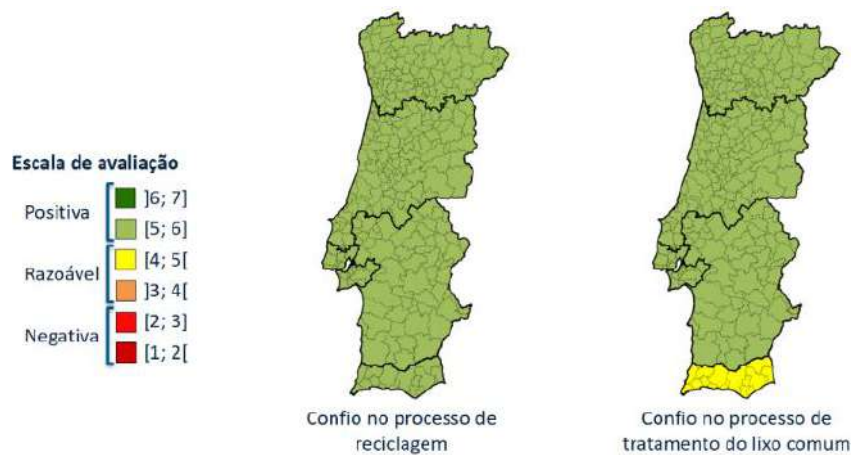 Escala de avaliação
Positiva
]6; 7]
[5; 6]
Razoável
[4; 5[
]3; 4[
Negativa
[2; 3]
[1; 2[
Confio no processo de
reciclagem
Confio no processo de
tratamento do lixo comum